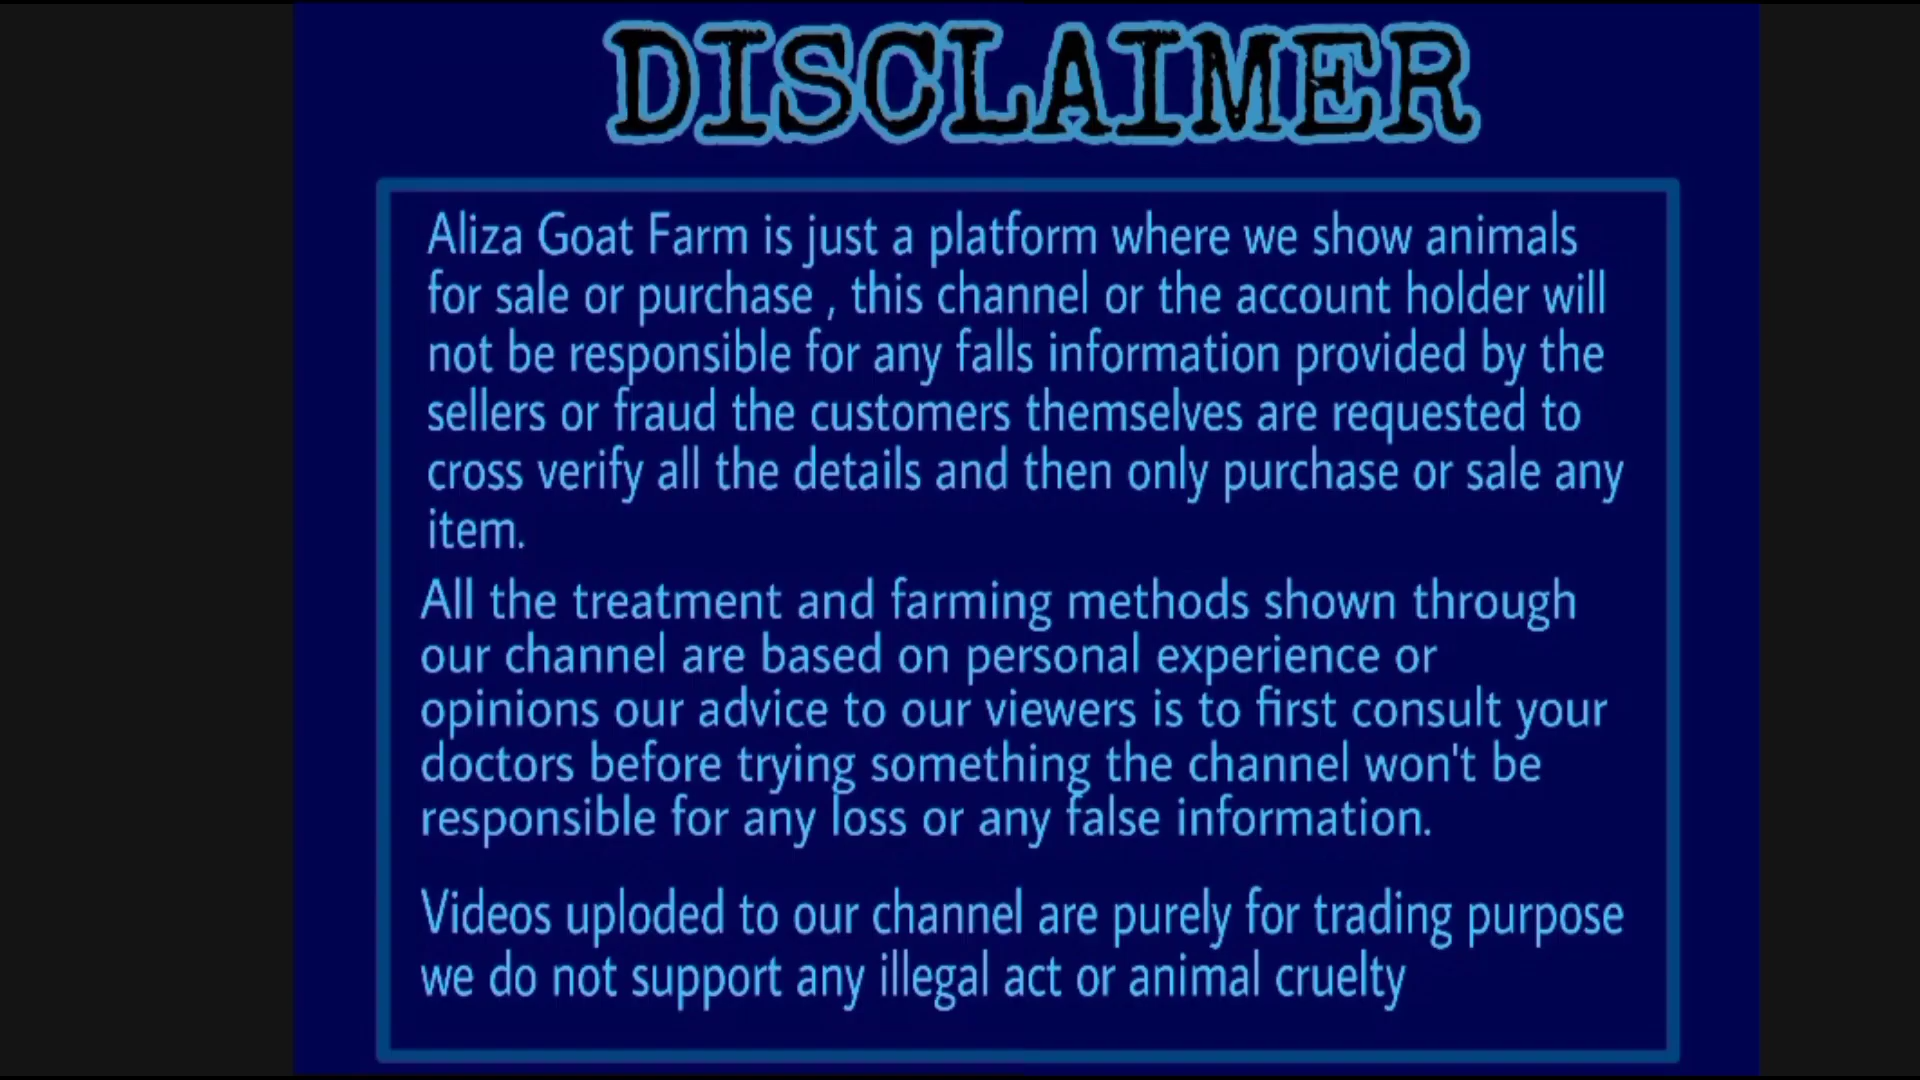 DISCLAIMER
Aliza Goat Farm is just a platform where we show animals
for sale or purchase , this channel or the account holder will
not be responsible for any falls information provided by the
sellers or fraud the customers themselves are requested to
cross verify all the details and then only purchase or sale any
item.
All the treatment and farming methods shown through
our channel are based on personal experience or
opinions our advice to our viewers is to first consult your
doctors before trying something the channel won't be
responsible for any loss or any false information.
Videos uploded to our channel are purely for trading purpose
we do not support any illegal act or animal cruelty